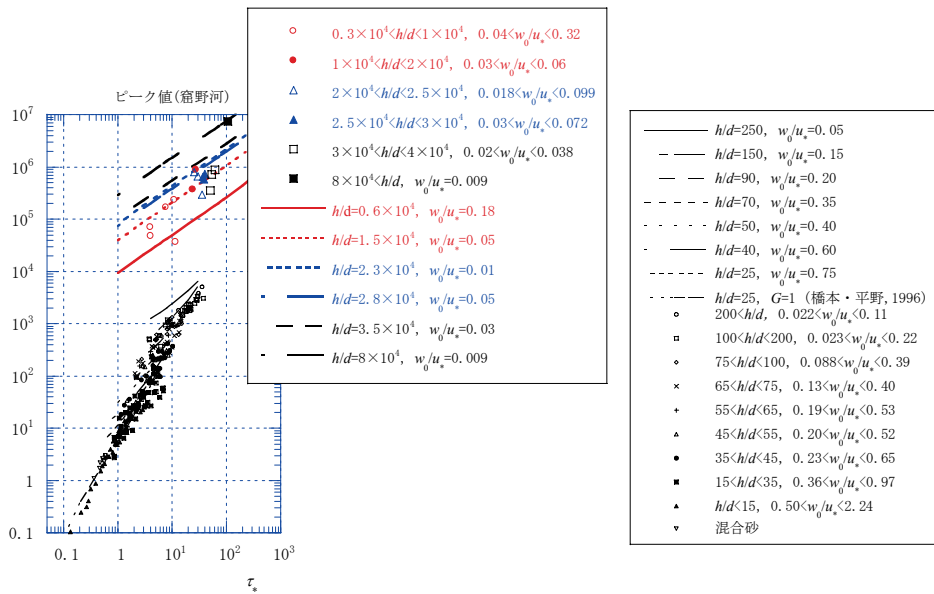 0.3×10⁴<h/d<1×10⁴, 0.04<w₀/u*<0.32
1×10⁴<h/d<2×10⁴, 0.03<w₀/u*<0.06
2×10⁴<h/d<2.5×10⁴, 0.018<w₀/u*<0.099
2.5×10⁴<h/d<3×10⁴, 0.03<w₀/u*<0.072
3×10⁴<h/d<4×10⁴, 0.02<w₀/u*<0.038
8×10⁴<h/d, w₀/u*=0.009
h/d=0.6×10⁴, w₀/u*=0.18
h/d=1.5×10⁴, w₀/u*=0.05
h/d=2.3×10⁴, w₀/u*=0.01
h/d=2.8×10⁴, w₀/u*=0.05
h/d=3.5×10⁴, w₀/u*=0.03
h/d=8×10⁴, w₀/u*=0.009
ピーク値(窟野河)
10⁷
10⁶
10⁵
10⁴
10³
10²
10¹
1
0.1
0.1 1 10¹ 10² 10³
τ*
h/d=250, w₀/u*=0.05
h/d=150, w₀/u*=0.15
h/d=90, w₀/u*=0.20
h/d=70, w₀/u*=0.35
h/d=50, w₀/u*=0.40
h/d=40, w₀/u*=0.60
h/d=25, w₀/u*=0.75
h/d=25, G=1 (橋本・平野,1996)
200<h/d, 0.022<w₀/u*<0.11
100<h/d<200, 0.023<w₀/u*<0.22
75<h/d<100, 0.088<w₀/u*<0.39
65<h/d<75, 0.13<w₀/u*<0.40
55<h/d<65, 0.19<w₀/u*<0.53
45<h/d<55, 0.20<w₀/u*<0.52
35<h/d<45, 0.23<w₀/u*<0.65
15<h/d<35, 0.36<w₀/u*<0.97
h/d<15, 0.50<w₀/u*<2.24
混合砂